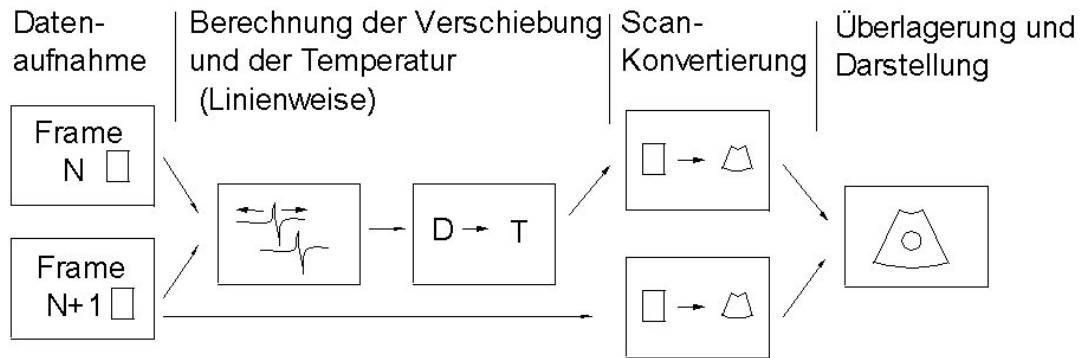 Daten-
aufnahme
Berechnung der Verschiebung
und der Temperatur
(Linienweise)
Scan-
Konvertierung
Überlagerung und
Darstellung
Frame
N
Frame
N+1
D T